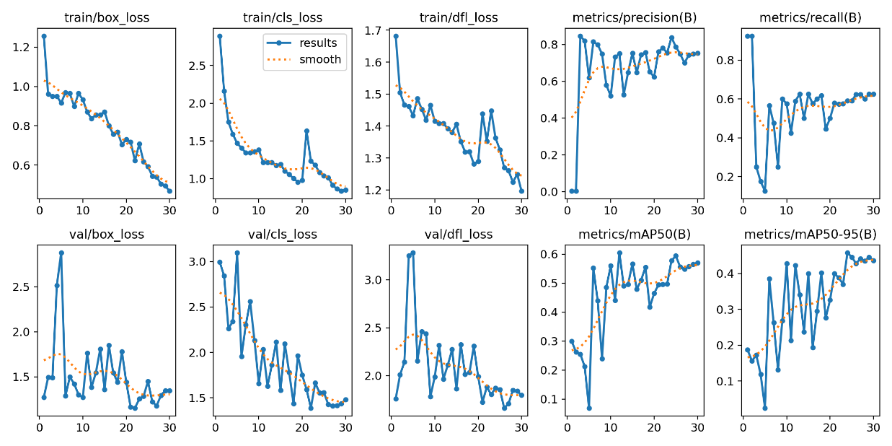 train/box_loss
train/cls_loss
train/dfl_loss
metrics/precision(B)
metrics/recall(B)
1.2
1.0
0.8
0.6
0 10 20 30
2.5
2.0
1.5
1.0
results
smooth
0 10 20 30
1.7
1.6
1.5
1.4
1.3
1.2
0 10 20 30
0.8
0.6
0.4
0.2
0.0
0 10 20 30
0.8
0.6
0.4
0.2
0 10 20 30
val/box_loss
val/cls_loss
val/dfl_loss
metrics/mAP50(B)
metrics/mAP50-95(B)
2.5
2.0
1.5
0 10 20 30
3.0
2.5
2.0
1.5
0 10 20 30
3.0
2.5
2.0
0 10 20 30
0.6
0.5
0.4
0.3
0.2
0.1
0 10 20 30
0.4
0.3
0.2
0.1
0 10 20 30